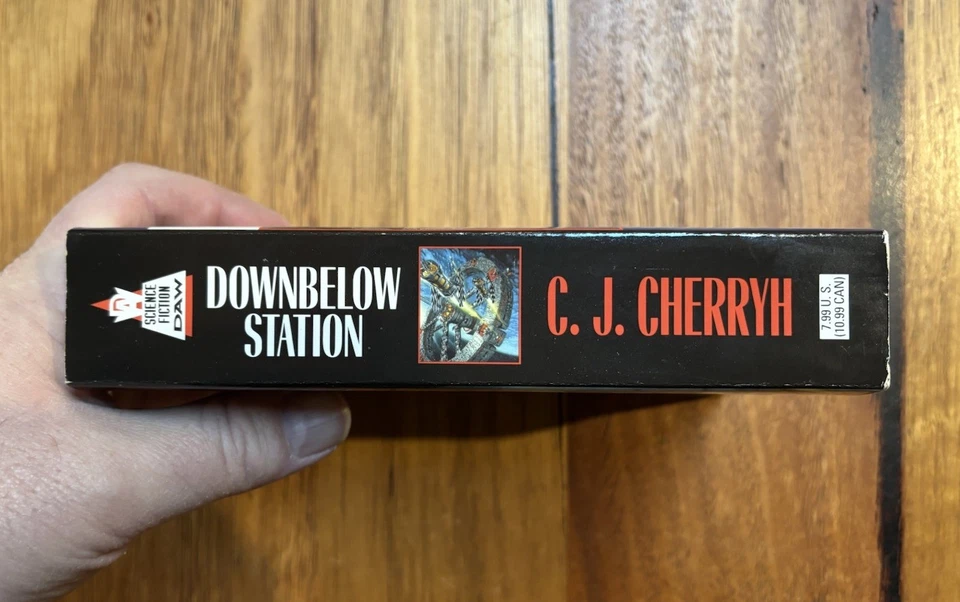 SCIENCE
FICTION
DAW
DOWNBELOW
STATION
C. J. CHERRYH
7.99 U. S.
(10.99 CAN)